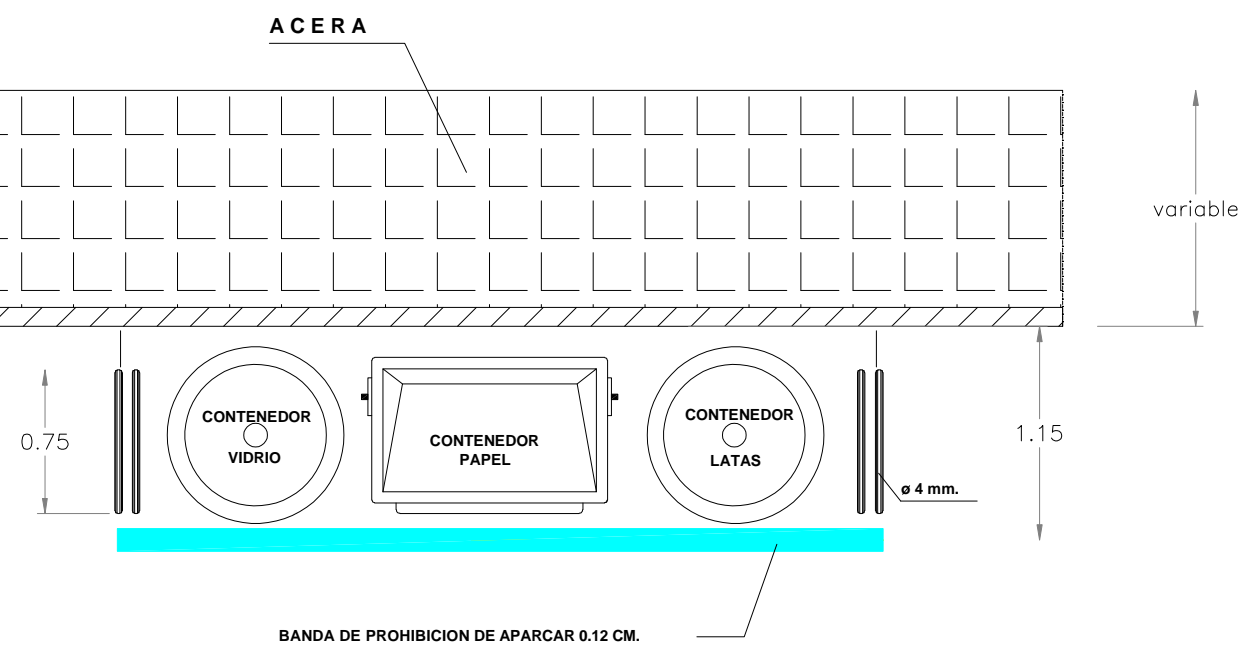 ACERA
variable
0.75
CONTENEDOR
VIDRIO
CONTENEDOR
PAPEL
CONTENEDOR
LATAS
1.15
ø 4 mm.
BANDA DE PROHIBICION DE APARCAR 0.12 CM.